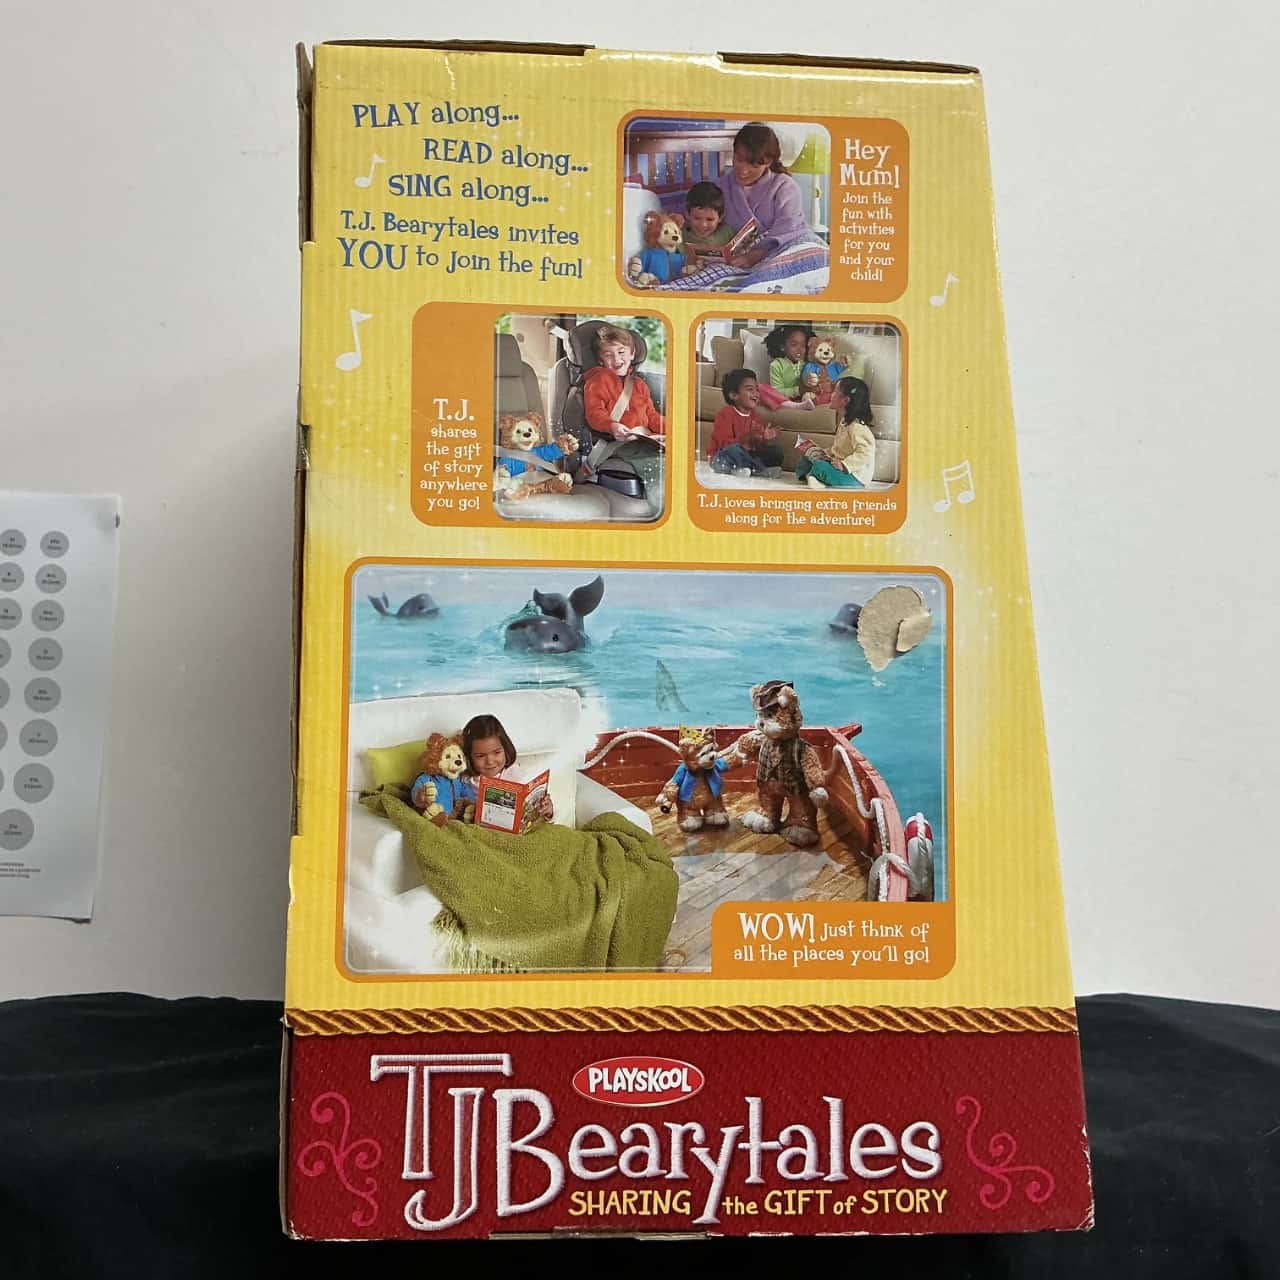 PLAY along...
READ along...
SING along...
T.J. Bearytales invites
YOU to join the fun!
Hey
Mum!
Join the
fun with
activities
for you
and your
child!
T.J.
shares
the gift
of story
anywhere
you go!
T.J. loves bringing extra friends
along for the adventure!
WOW! Just think of
all the places you'll go!
PLAYSKOOL
TJ Bearytales
SHARING the GIFT of STORY